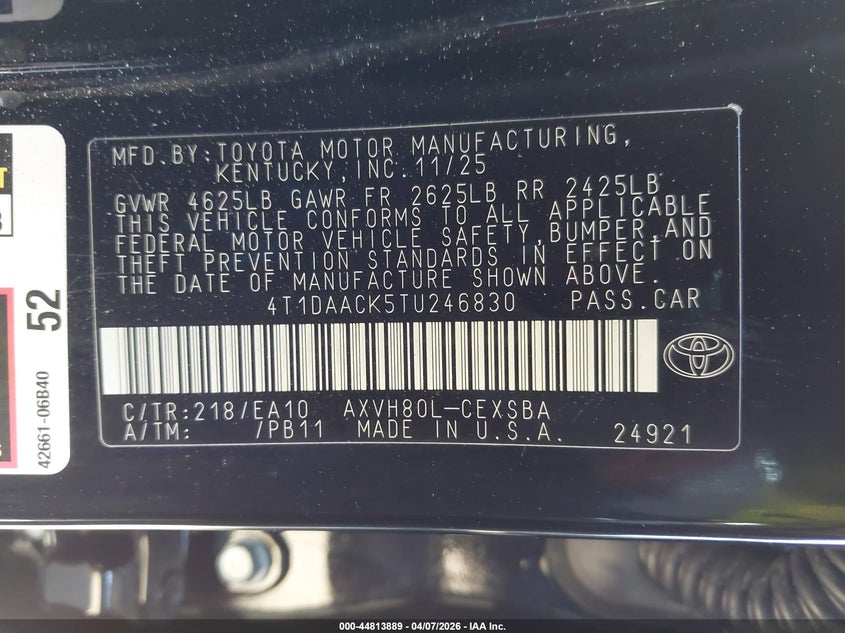 MFD.BY:TOYOTA MOTOR MANUFACTURING,
KENTUCKY,INC.11/25
GVWR 4625LB GAWR FR 2625LB RR 2425LB
THIS VEHICLE CONFORMS TO ALL APPLICABLE
FEDERAL MOTOR VEHICLE SAFETY,BUMPER,AND
THEFT PREVENTION STANDARDS IN EFFECT ON
THE DATE OF MANUFACTURE SHOWN ABOVE.
4T1DAACK5TU246830 PASS.CAR
C/TR:218/EA10 AXVH80L-CEXSBA
A/TM: /PB11 MADE IN U.S.A. 24921
52
42661-06B40
000-44813889 - 04/07/2026 - IAA Inc.